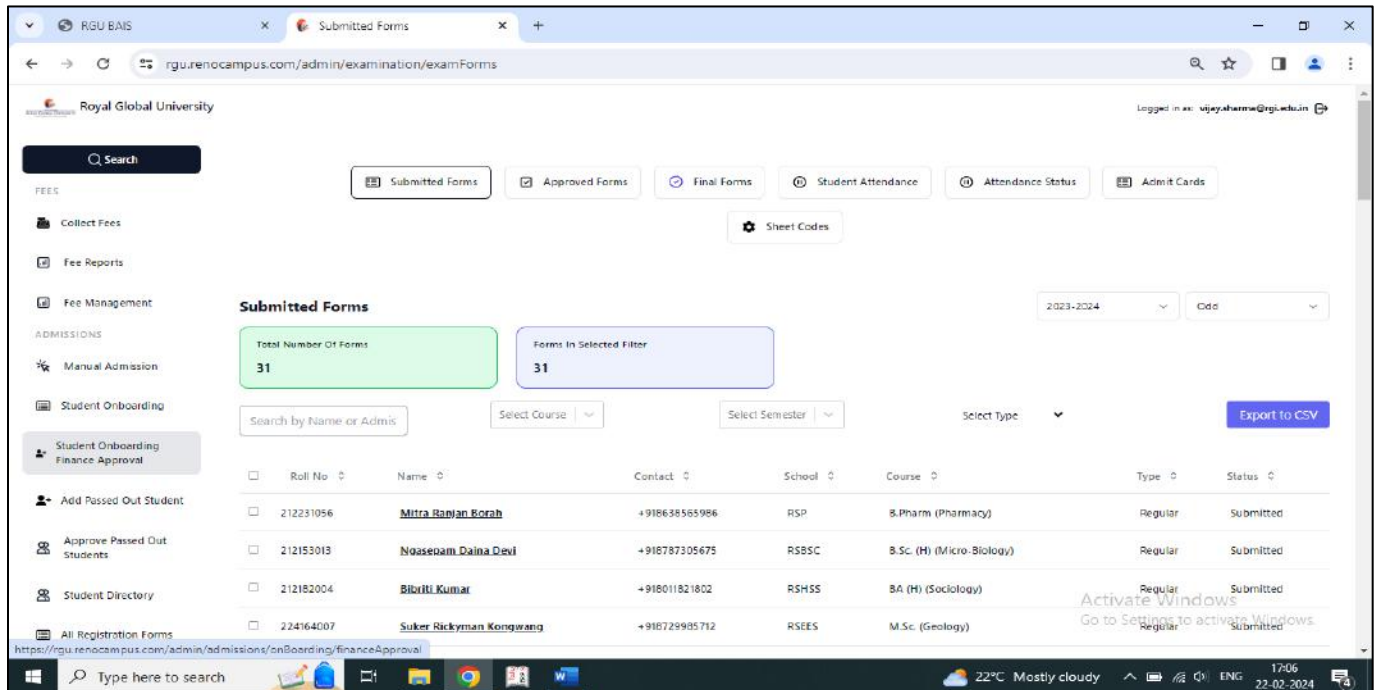 RGU BAIS
Submitted Forms
rgu.renocampus.com/admin/examination/examForms
Royal Global University
Logged in as: vijay.sharma@rgi.edu.in
Search
Submitted Forms Approved Forms Final Forms Student Attendance Attendance Status Admit Cards
Sheet Codes
FEES
Collect Fees
Fee Reports
Fee Management
ADMISSIONS
Manual Admission
Student Onboarding
Student Onboarding
Finance Approval
Add Passed Out Student
Approve Passed Out
Students
Student Directory
All Registration Forms
Submitted Forms
2023-2024 Odd
Total Number Of Forms
31
Forms In Selected Filter
31
Search by Name or Admis Select Course Select Semester Select Type Export to CSV
Roll No Name Contact School Course Type Status
212231056 Mitra Ranjan Borah +918638565986 RSP B.Pharm (Pharmacy) Regular Submitted
212153013 Ngasepam Daina Devi +918787305675 RSBSC B.Sc. (H) (Micro-Biology) Regular Submitted
212182004 Bibriti Kumar +918011821802 RSHSS BA (H) (Sociology) Regular Submitted
224164007 Suker Rickyman Kongwang +918729985712 RSEES M.Sc. (Geology) Regular Submitted
Activate Windows
Go to Settings to activate Windows.
https://rgu.renocampus.com/admin/admissions/onBoarding/financeApproval
Type here to search
22°C Mostly cloudy
ENG
17:06
22-02-2024
4